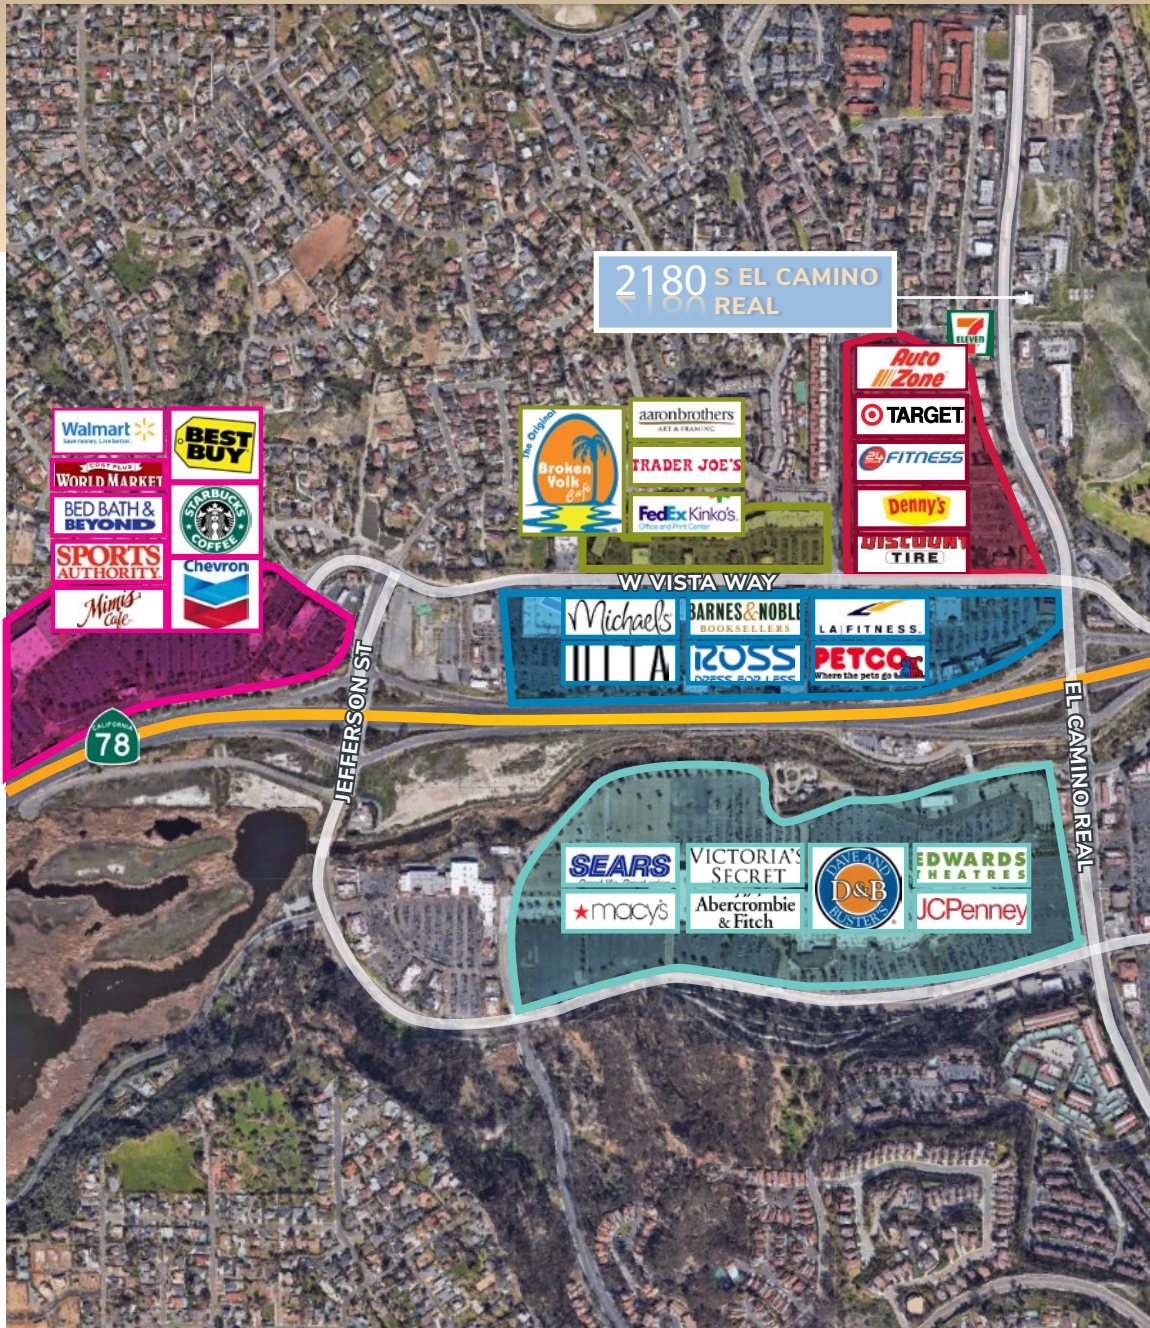 2180 S EL CAMINO
REAL
7
ELEVEN
Auto
Zone
TARGET
24
FITNESS
Denny's
DISCOUNT
TIRE
Walmart
Save money. Live better.
COST PLUS
WORLD MARKET
BED BATH &
BEYOND
SPORTS
AUTHORITY
Mimi's
Cafe
BEST
BUY
STARBUCKS
COFFEE
Chevron
The Original
Broken
Yolk
Cafe
aaronbrothers
ART & FRAMING
TRADER JOE'S
FedEx Kinko's
Office and Print Center
W VISTA WAY
Michaels
BARNES&NOBLE
BOOKSELLERS
LA FITNESS
ULTA
ROSS
DRESS FOR LESS
PETCO
Where the pets go
JEFFERSON ST
CALIFORNIA
78
EL CAMINO REAL
SEARS
VICTORIA'S
SECRET
DAVE AND
D&B
BUSTER'S
EDWARDS
THEATRES
macy's
Abercrombie
& Fitch
JCPenney